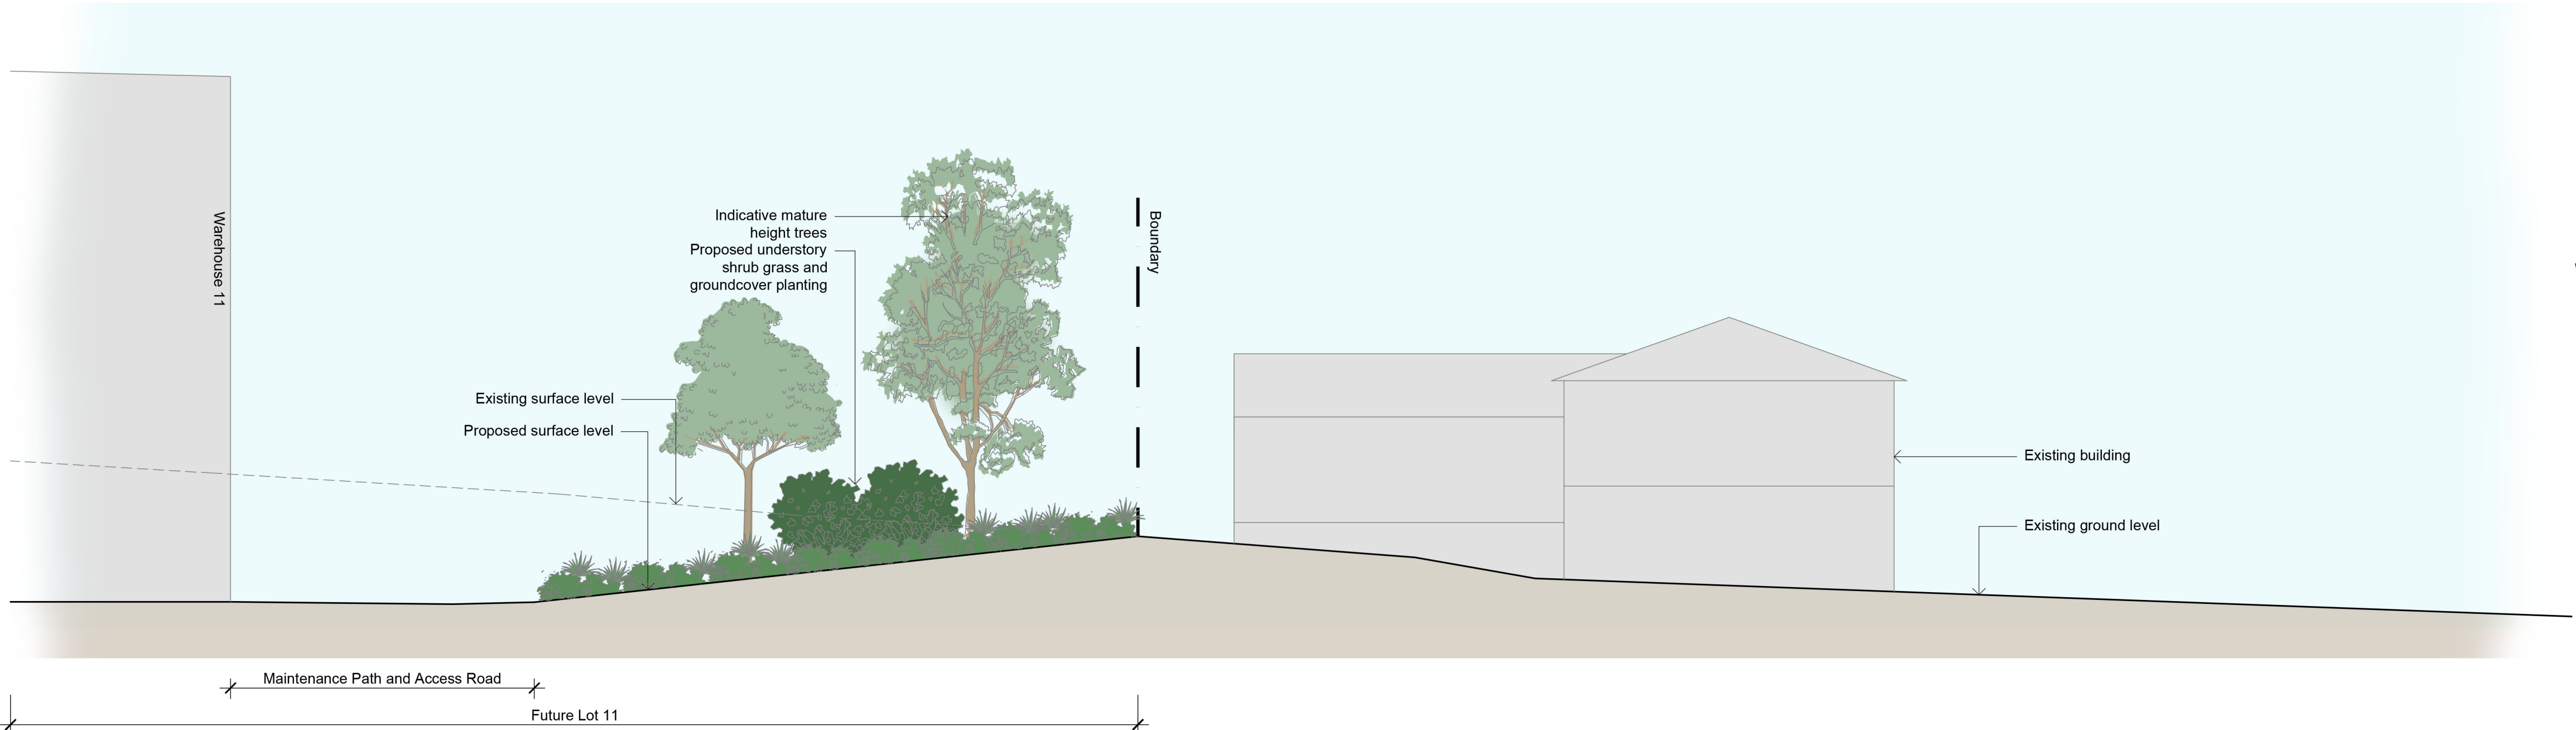 Warehouse 11
Indicative mature
height trees
Proposed understory
shrub grass and
groundcover planting
Boundary
Existing surface level
Proposed surface level
Existing building
Existing ground level
Maintenance Path and Access Road
Future Lot 11